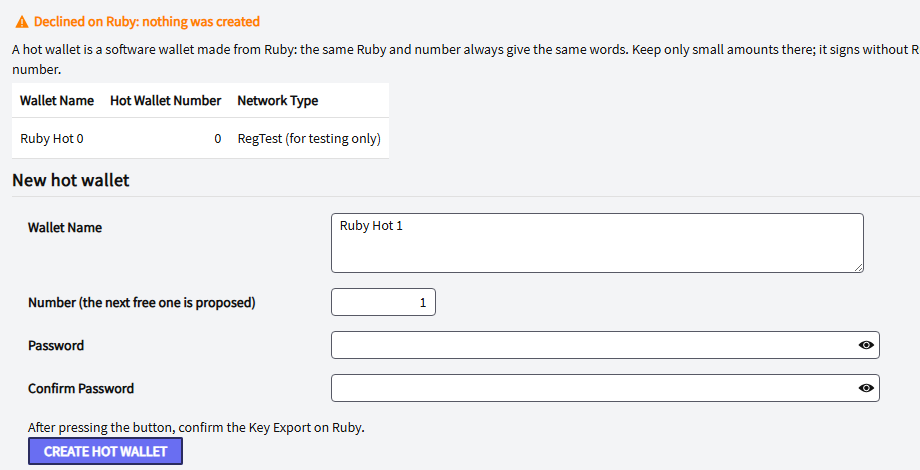 Declined on Ruby: nothing was created
A hot wallet is a software wallet made from Ruby: the same Ruby and number always give the same words. Keep only small amounts there; it signs without R
number.
Wallet Name Hot Wallet Number Network Type
Ruby Hot 0 0 RegTest (for testing only)
New hot wallet
Wallet Name Ruby Hot 1
Number (the next free one is proposed) 1
Password
Confirm Password
After pressing the button, confirm the Key Export on Ruby.
CREATE HOT WALLET